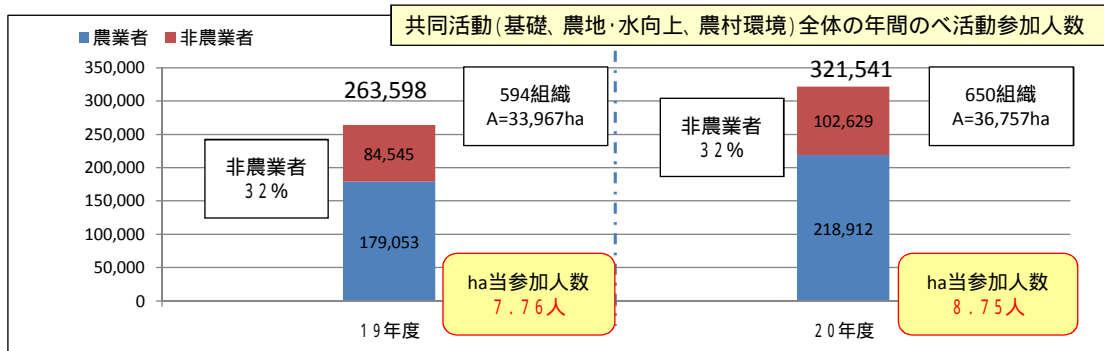 共同活動(基礎、農地・水向上、農村環境)全体の年間のべ活動参加人数
農業者 非農業者
350,000
300,000
250,000
200,000
150,000
100,000
50,000
0
263,598
594組織
A=33,967ha
非農業者
32%
84,545
179,053
ha当参加人数
7.76人
19年度
321,541
650組織
A=36,757ha
非農業者
32%
102,629
218,912
ha当参加人数
8.75人
20年度